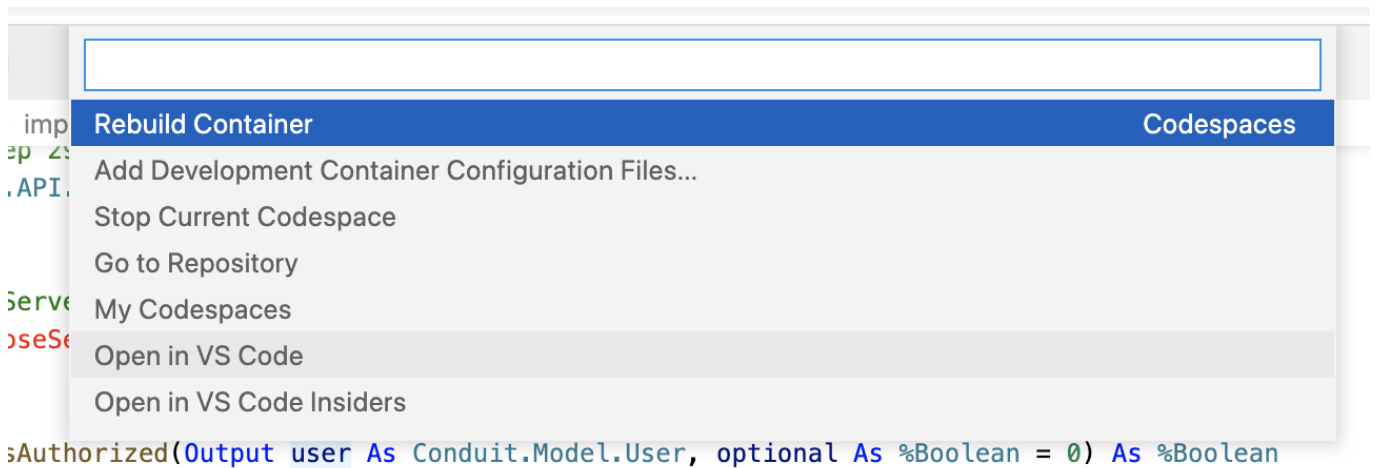 Rebuild Container Codespaces
imp
Add Development Container Configuration Files...
.API.
Stop Current Codespace
Go to Repository
My Codespaces
Open in VS Code
Open in VS Code Insiders
sAuthorized(Output user As Conduit.Model.User, optional As %Boolean = 0) As %Boolean